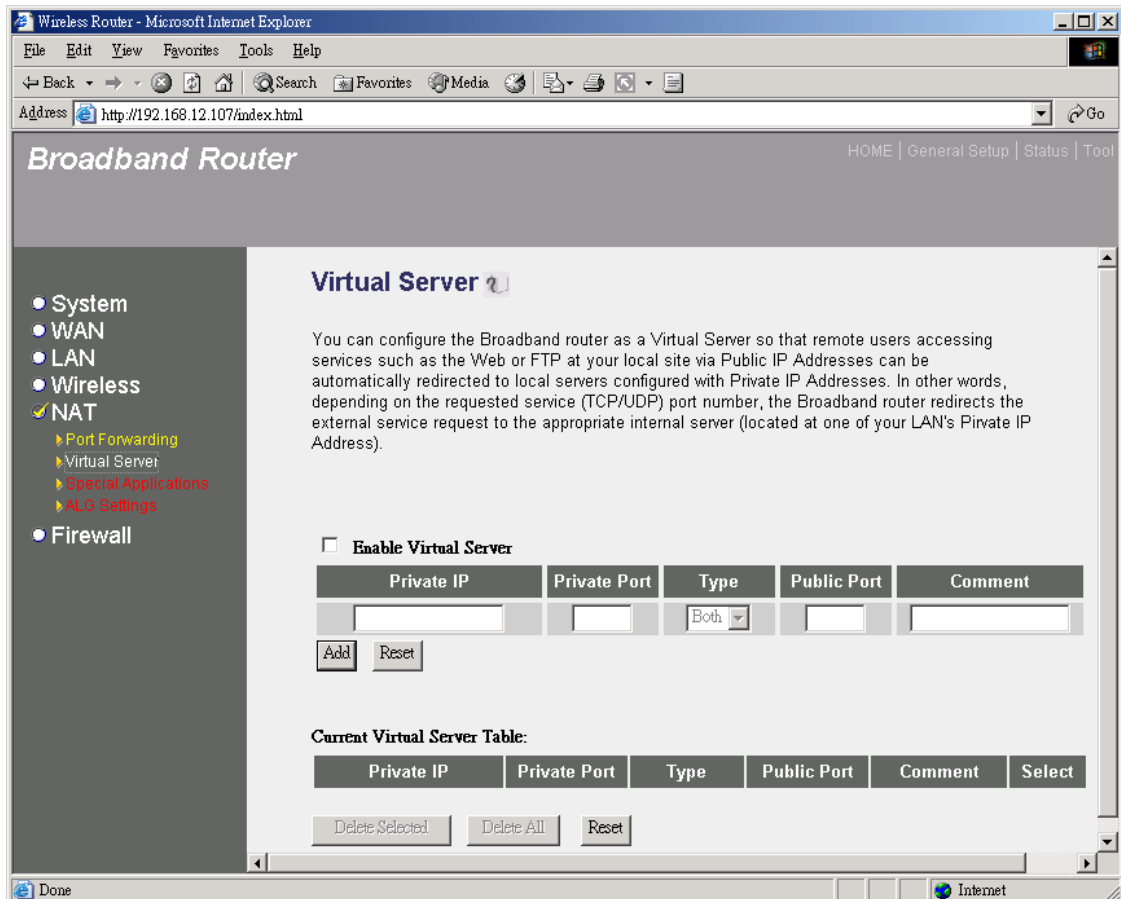 Wireless Router - Microsoft Internet Explorer
File Edit View Favorites Tools Help
Back Search Favorites Media
Address http://192.168.12.107/index.html Go
Broadband Router
HOME | General Setup | Status | Tool
System
WAN
LAN
Wireless
NAT
Port Forwarding
Virtual Server
Special Applications
ALG Settings
Firewall
Virtual Server
You can configure the Broadband router as a Virtual Server so that remote users accessing
services such as the Web or FTP at your local site via Public IP Addresses can be
automatically redirected to local servers configured with Private IP Addresses. In other words,
depending on the requested service (TCP/UDP) port number, the Broadband router redirects the
external service request to the appropriate internal server (located at one of your LAN's Pirvate IP
Address).
Enable Virtual Server
Private IP Private Port Type Public Port Comment
Both
Add Reset
Current Virtual Server Table:
Private IP Private Port Type Public Port Comment Select
Delete Selected Delete All Reset
Done Internet